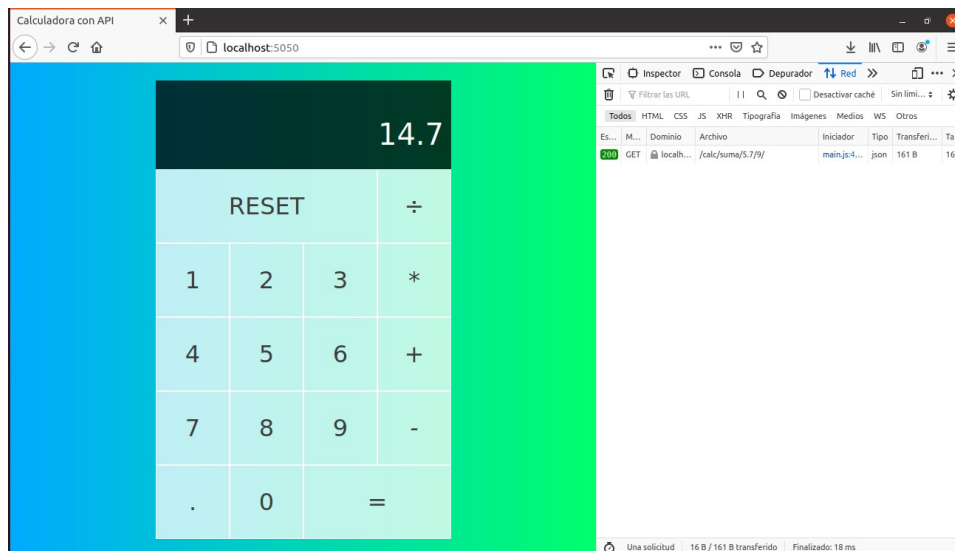 Calculadora con API
localhost:5050
14.7
RESET ÷
1 2 3 *
4 5 6 +
7 8 9 -
. 0 =
Inspector Consola Depurador Red
Filtrar las URL Desactivar caché Sin limi...
Todos HTML CSS JS XHR Tipografía Imágenes Medios WS Otros
Es... M... Dominio Archivo Iniciador Tipo Transferi... Ta
200 GET localh... /calc/suma/5.7/9/ main.js:4... json 161 B 16
Una solicitud 16 B / 161 B transferido Finalizado: 18 ms